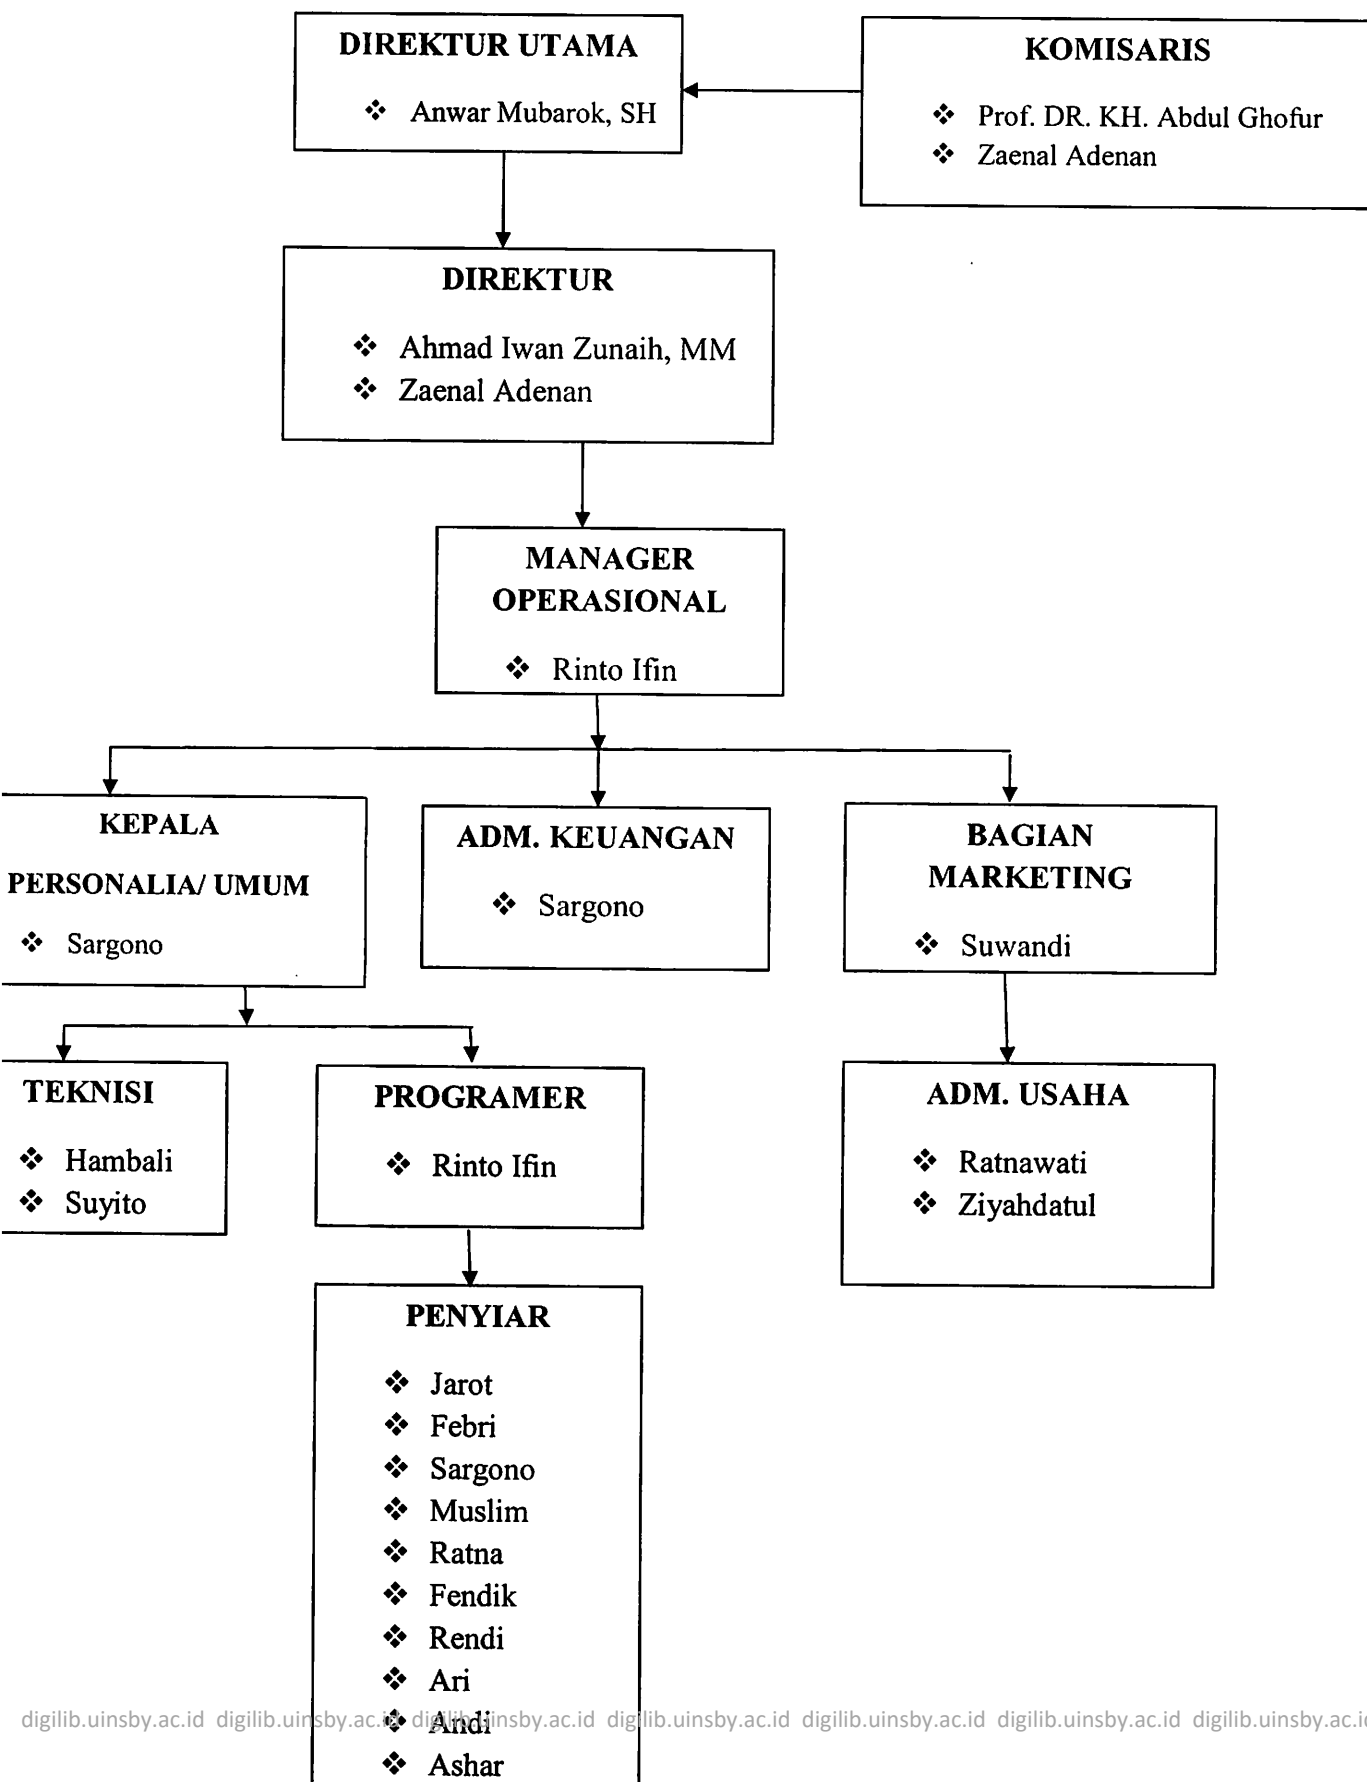 DIREKTUR UTAMA
❖ Anwar Mubarok, SH
KOMISARIS
❖ Prof. DR. KH. Abdul Ghofur
❖ Zaenal Adenan
DIREKTUR
❖ Ahmad Iwan Zunaih, MM
❖ Zaenal Adenan
MANAGER
OPERASIONAL
❖ Rinto Ifin
KEPALA
PERSONALIA/ UMUM
❖ Sargono
ADM. KEUANGAN
❖ Sargono
BAGIAN
MARKETING
❖ Suwandi
TEKNISI
❖ Hambali
❖ Suyito
PROGRAMER
❖ Rinto Ifin
ADM. USAHA
❖ Ratnawati
❖ Ziyahdatul
PENYIAR
❖ Jarot
❖ Febri
❖ Sargono
❖ Muslim
❖ Ratna
❖ Fendik
❖ Rendi
❖ Ari
❖ Andi
❖ Ashar
digilib.uinsby.ac.id digilib.uinsby.ac.id digilib.uinsby.ac.id digilib.uinsby.ac.id digilib.uinsby.ac.id digilib.uinsby.ac.id digilib.uinsby.ac.id